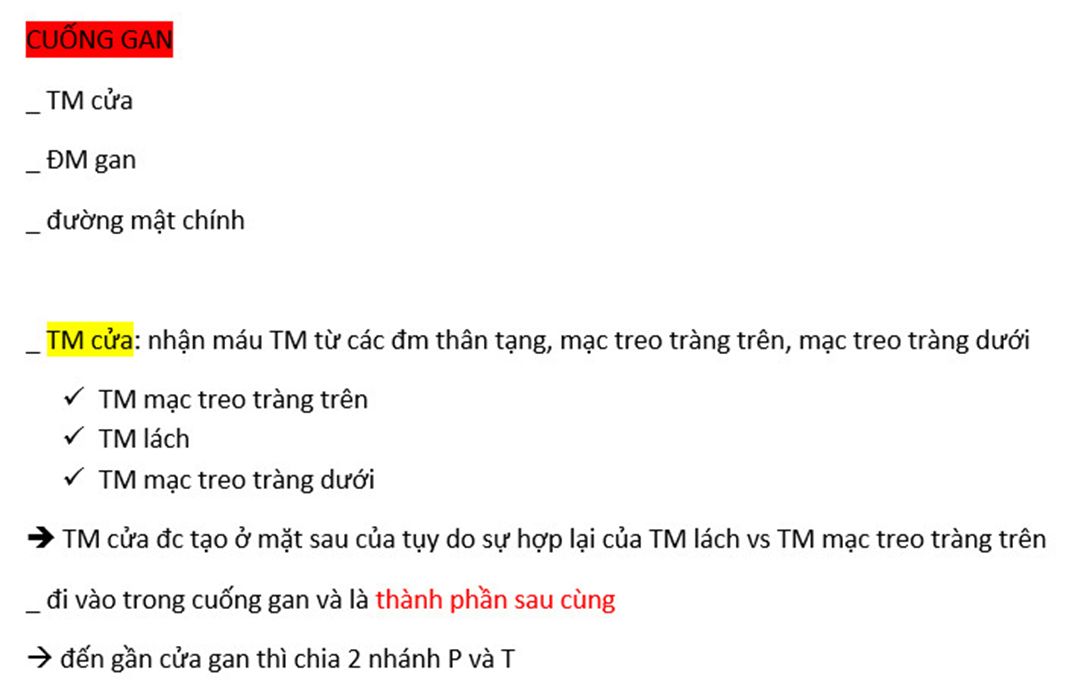 CUỐNG GAN
_ TM cửa
_ ĐM gan
_ đường mật chính
_ TM cửa: nhận máu TM từ các đm thân tạng, mạc treo tràng trên, mạc treo tràng dưới
✓ TM mạc treo tràng trên
✓ TM lách
✓ TM mạc treo tràng dưới
➔ TM cửa đc tạo ở mặt sau của tụy do sự hợp lại của TM lách vs TM mạc treo tràng trên
_ đi vào trong cuống gan và là thành phần sau cùng
→ đến gần cửa gan thì chia 2 nhánh P và T